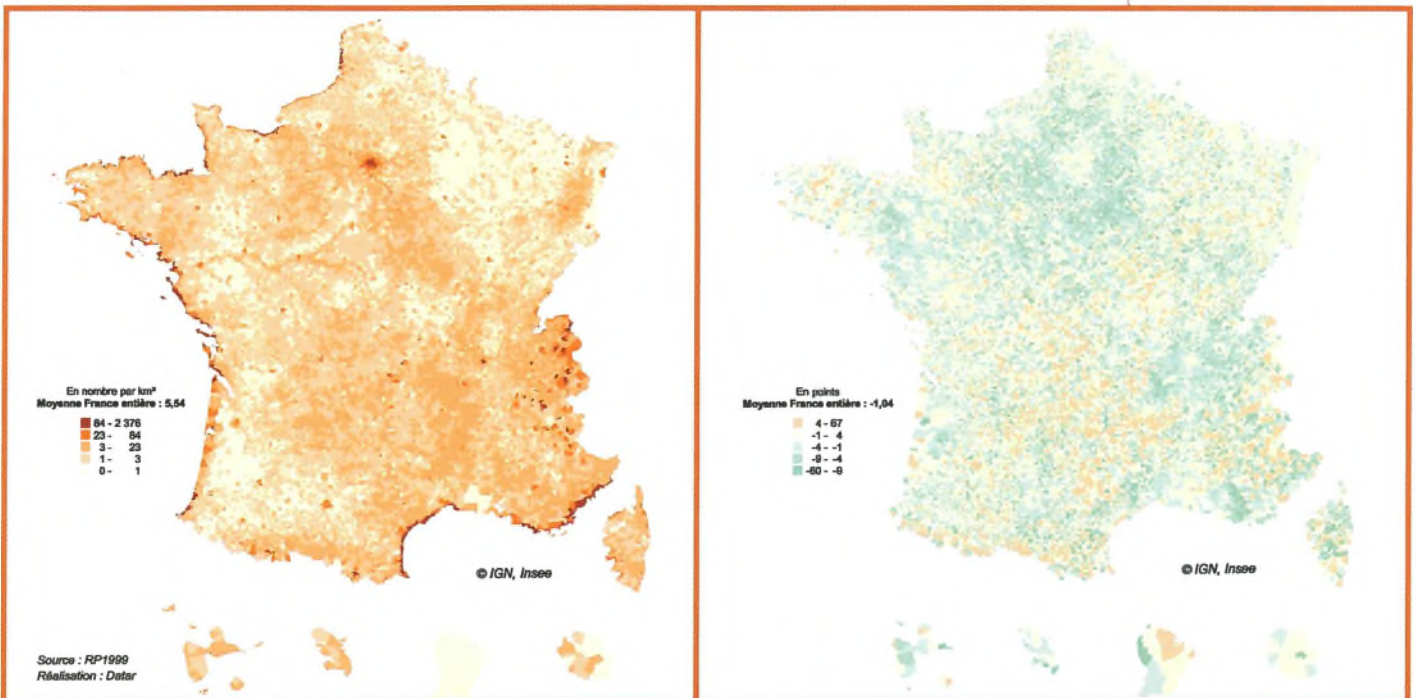 En nombre par km²
Moyenne France entière : 5,54
84 - 2 376
23 - 84
3 - 23
1 - 3
0 - 1
© IGN, Insee
Source : RP1999
Réalisation : Datar
En points
Moyenne France entière : -1,04
4 - 67
-1 - 4
-4 - -1
-9 - -4
-60 - -9
© IGN, Insee